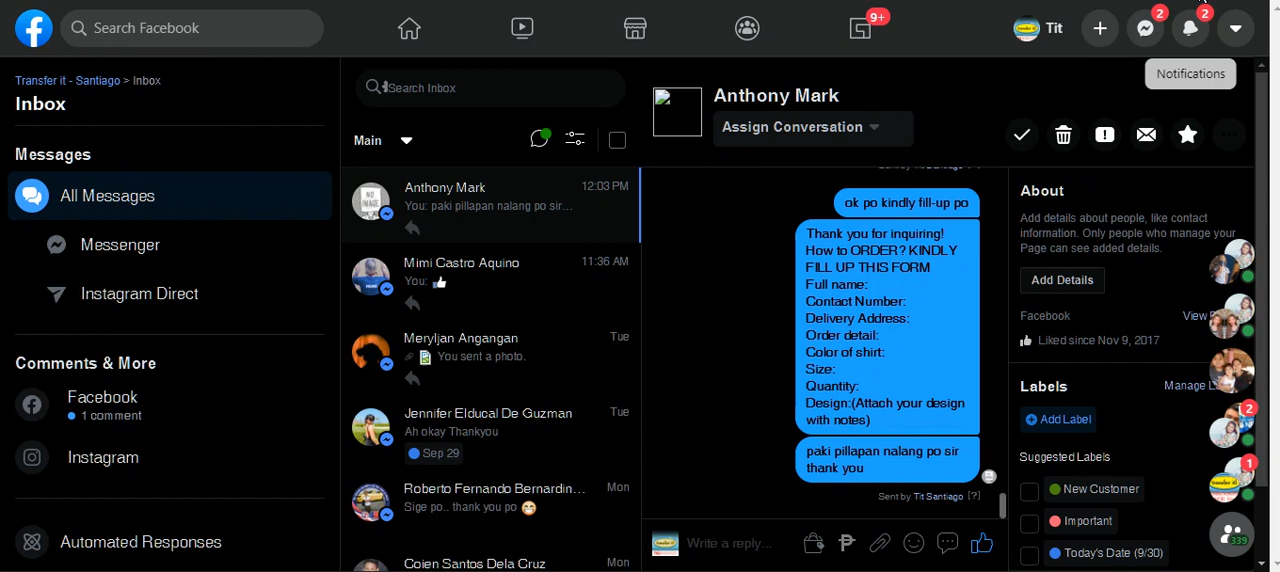 Search Facebook
9+
Tit
2
2
Notifications
Transfer it - Santiago > Inbox
Inbox
Messages
All Messages
Messenger
Instagram Direct
Comments & More
Facebook
1 comment
Instagram
Automated Responses
Search Inbox
Main
Anthony Mark
12:03 PM
You: paki pillapan nalang po sir...
Mimi Castro Aquino
11:36 AM
You: 👍
Meryljan Angangan
Tue
You sent a photo.
Jennifer Elducal De Guzman
Tue
Ah okay Thankyou
Sep 29
Roberto Fernando Bernardin...
Mon
Sige po.. thank you po 😁
Coien Santos Dela Cruz
Mon
Anthony Mark
Assign Conversation
ok po kindly fill-up po
Thank you for inquiring!
How to ORDER? KINDLY
FILL UP THIS FORM
Full name:
Contact Number:
Delivery Address:
Order detail:
Color of shirt:
Size:
Quantity:
Design:(Attach your design
with notes)
paki pillapan nalang po sir
thank you
Sent by Tit Santiago [?]
Write a reply...
About
Add details about people, like contact
information. Only people who manage your
Page can see added details.
Add Details
Facebook
View
Liked since Nov 9, 2017
Labels
Manage
Add Label
Suggested Labels
New Customer
Important
Today's Date (9/30)
2
1
339